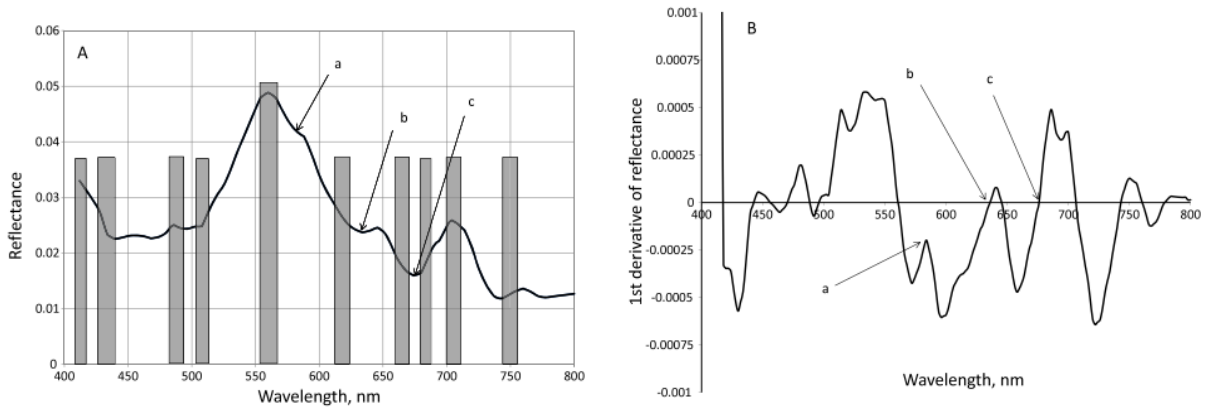 A
a
b
c
0.06
0.05
0.04
0.03
0.02
0.01
0
Reflectance
400 450 500 550 600 650 700 750 800
Wavelength, nm
B
b
c
a
0.001
0.00075
0.0005
0.00025
0
-0.00025
-0.0005
-0.00075
-0.001
1st derivative of reflectance
400 450 500 550 600 650 700 750 800
Wavelength, nm